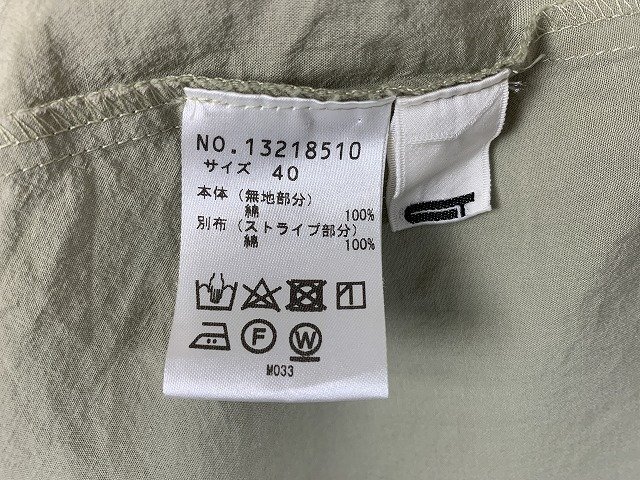 NO.13218510
サイズ 40
本体（無地部分）
綿 100%
別布（ストライプ部分）
綿 100%
1
F W
M033